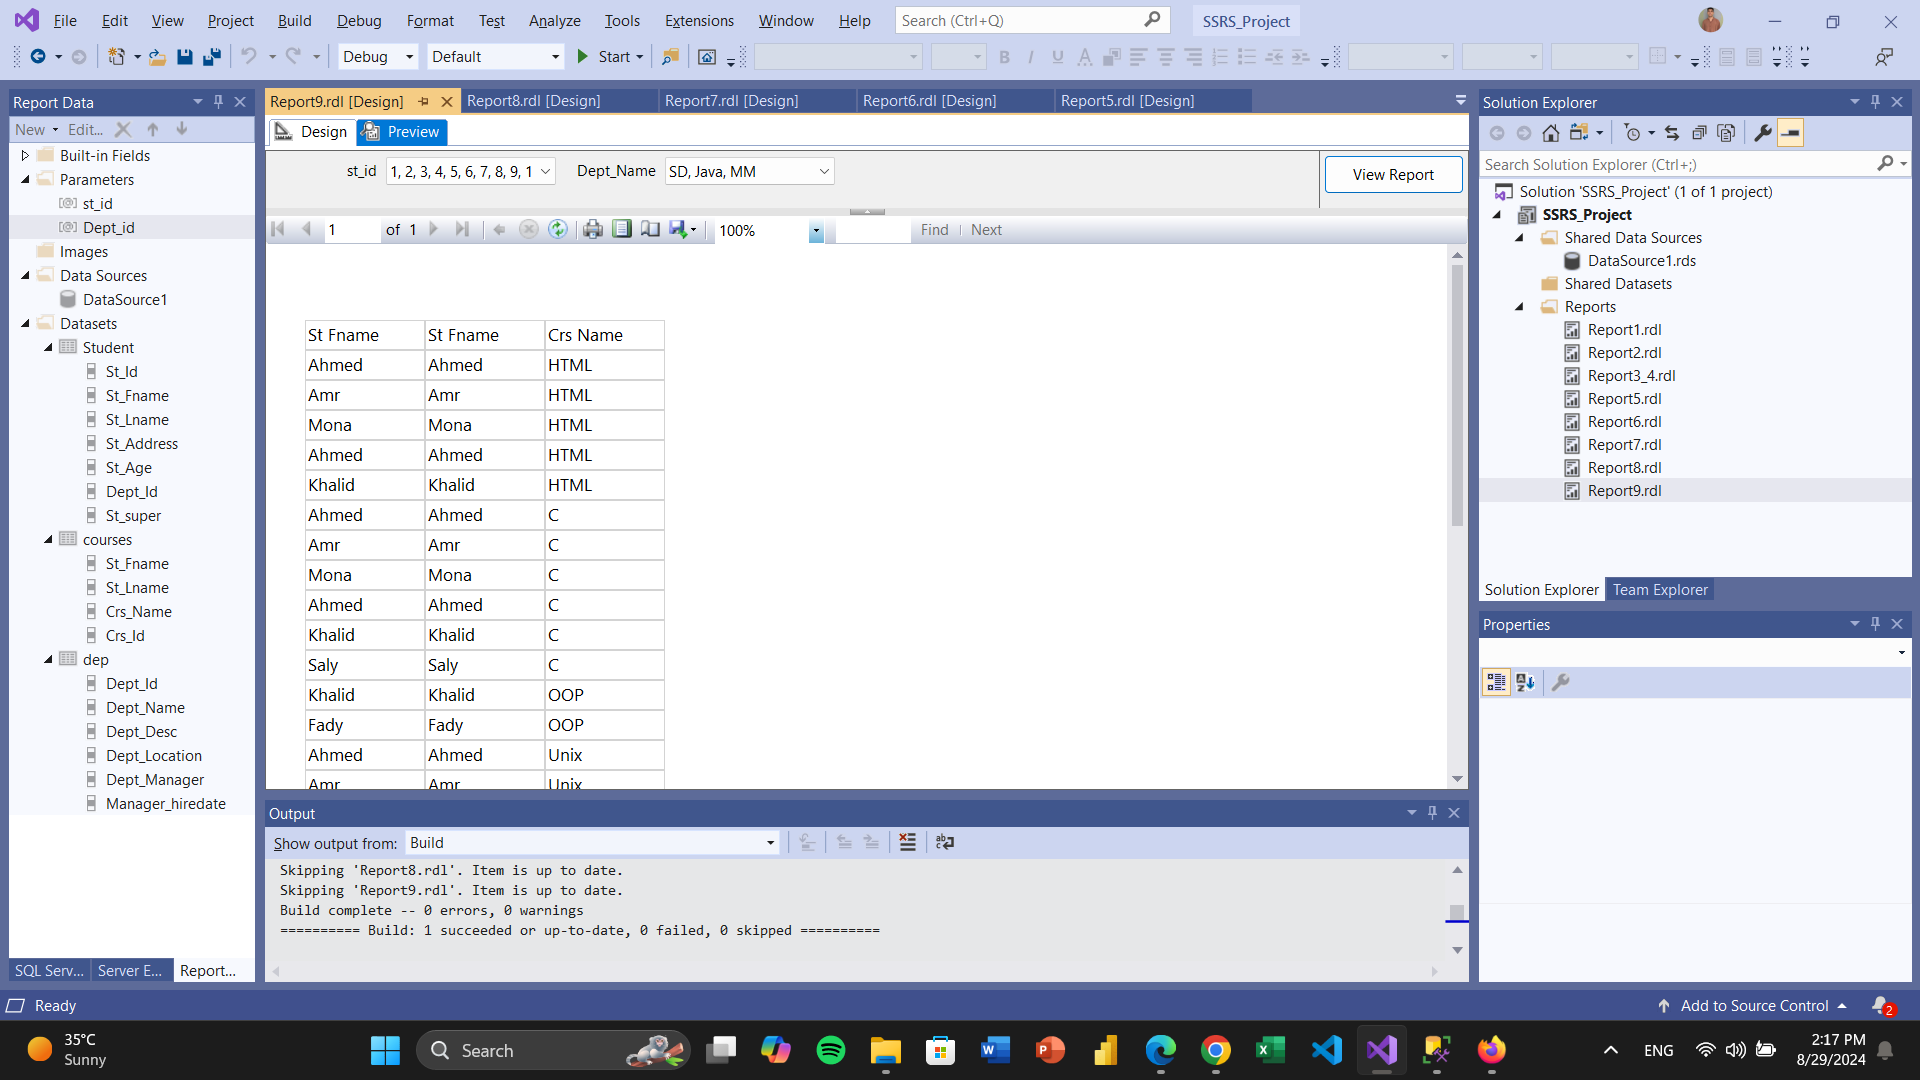 File Edit View Project Build Debug Format Test Analyze Tools Extensions Window Help Search (Ctrl+Q) SSRS_Project
Debug Default Start
Report Data
New Edit...
Built-in Fields
Parameters
st_id
Dept_id
Images
Data Sources
DataSource1
Datasets
Student
St_Id
St_Fname
St_Lname
St_Address
St_Age
Dept_Id
St_super
courses
St_Fname
St_Lname
Crs_Name
Crs_Id
dep
Dept_Id
Dept_Name
Dept_Desc
Dept_Location
Dept_Manager
Manager_hiredate
SQL Serv... Server E... Report...
Report9.rdl [Design] Report8.rdl [Design] Report7.rdl [Design] Report6.rdl [Design] Report5.rdl [Design]
Design Preview
st_id 1, 2, 3, 4, 5, 6, 7, 8, 9, 1 Dept_Name SD, Java, MM View Report
1 of 1 100% Find Next
St Fname St Fname Crs Name
Ahmed Ahmed HTML
Amr Amr HTML
Mona Mona HTML
Ahmed Ahmed HTML
Khalid Khalid HTML
Ahmed Ahmed C
Amr Amr C
Mona Mona C
Ahmed Ahmed C
Khalid Khalid C
Saly Saly C
Khalid Khalid OOP
Fady Fady OOP
Ahmed Ahmed Unix
Amr Amr Unix
Output
Show output from: Build
Skipping 'Report8.rdl'. Item is up to date.
Skipping 'Report9.rdl'. Item is up to date.
Build complete -- 0 errors, 0 warnings
========== Build: 1 succeeded or up-to-date, 0 failed, 0 skipped ==========
Solution Explorer
Search Solution Explorer (Ctrl+;)
Solution 'SSRS_Project' (1 of 1 project)
SSRS_Project
Shared Data Sources
DataSource1.rds
Shared Datasets
Reports
Report1.rdl
Report2.rdl
Report3_4.rdl
Report5.rdl
Report6.rdl
Report7.rdl
Report8.rdl
Report9.rdl
Solution Explorer Team Explorer
Properties
Ready Add to Source Control 2
35°C
Sunny
Search
ENG
2:17 PM
8/29/2024